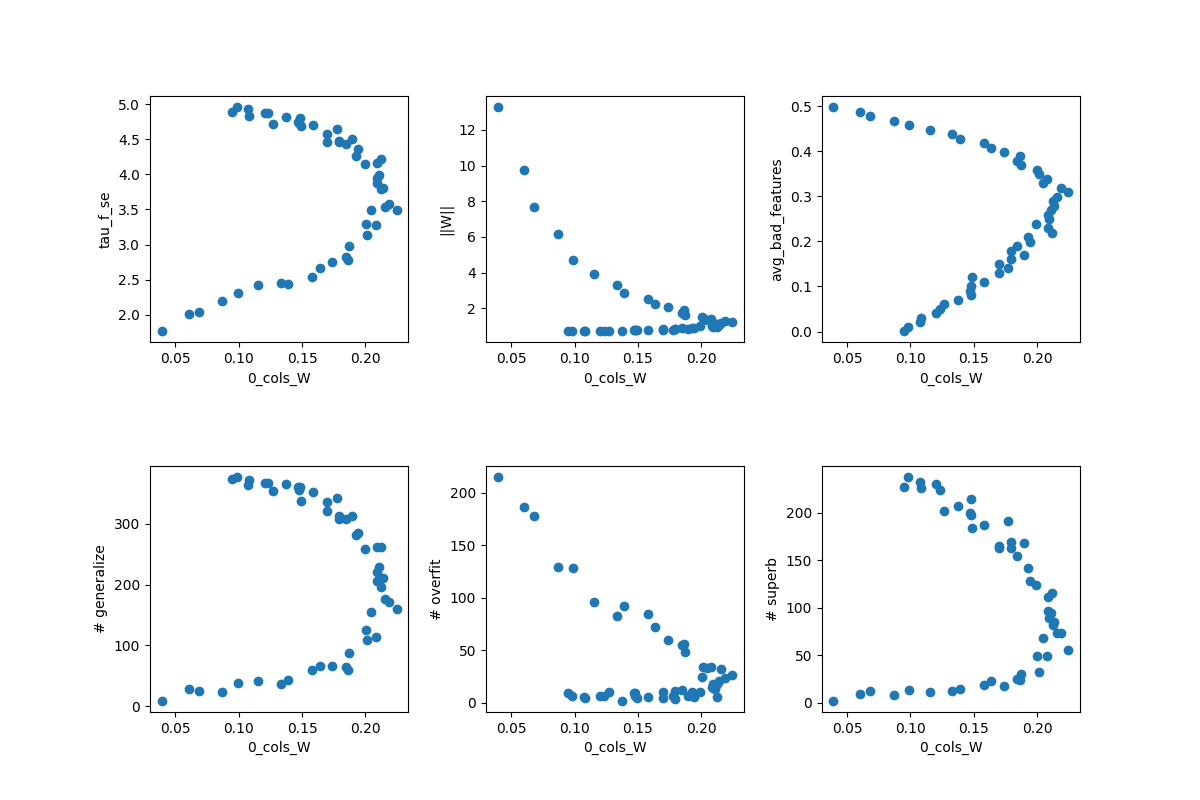 5.0
4.5
4.0
3.5
3.0
2.5
2.0
tau_f_se
0.05 0.10 0.15 0.20
0_cols_W
12
10
8
6
4
2
||W||
0.05 0.10 0.15 0.20
0_cols_W
0.5
0.4
0.3
0.2
0.1
0.0
avg_bad_features
0.05 0.10 0.15 0.20
0_cols_W
300
200
100
0
# generalize
0.05 0.10 0.15 0.20
0_cols_W
200
150
100
50
0
# overfit
0.05 0.10 0.15 0.20
0_cols_W
200
150
100
50
0
# superb
0.05 0.10 0.15 0.20
0_cols_W